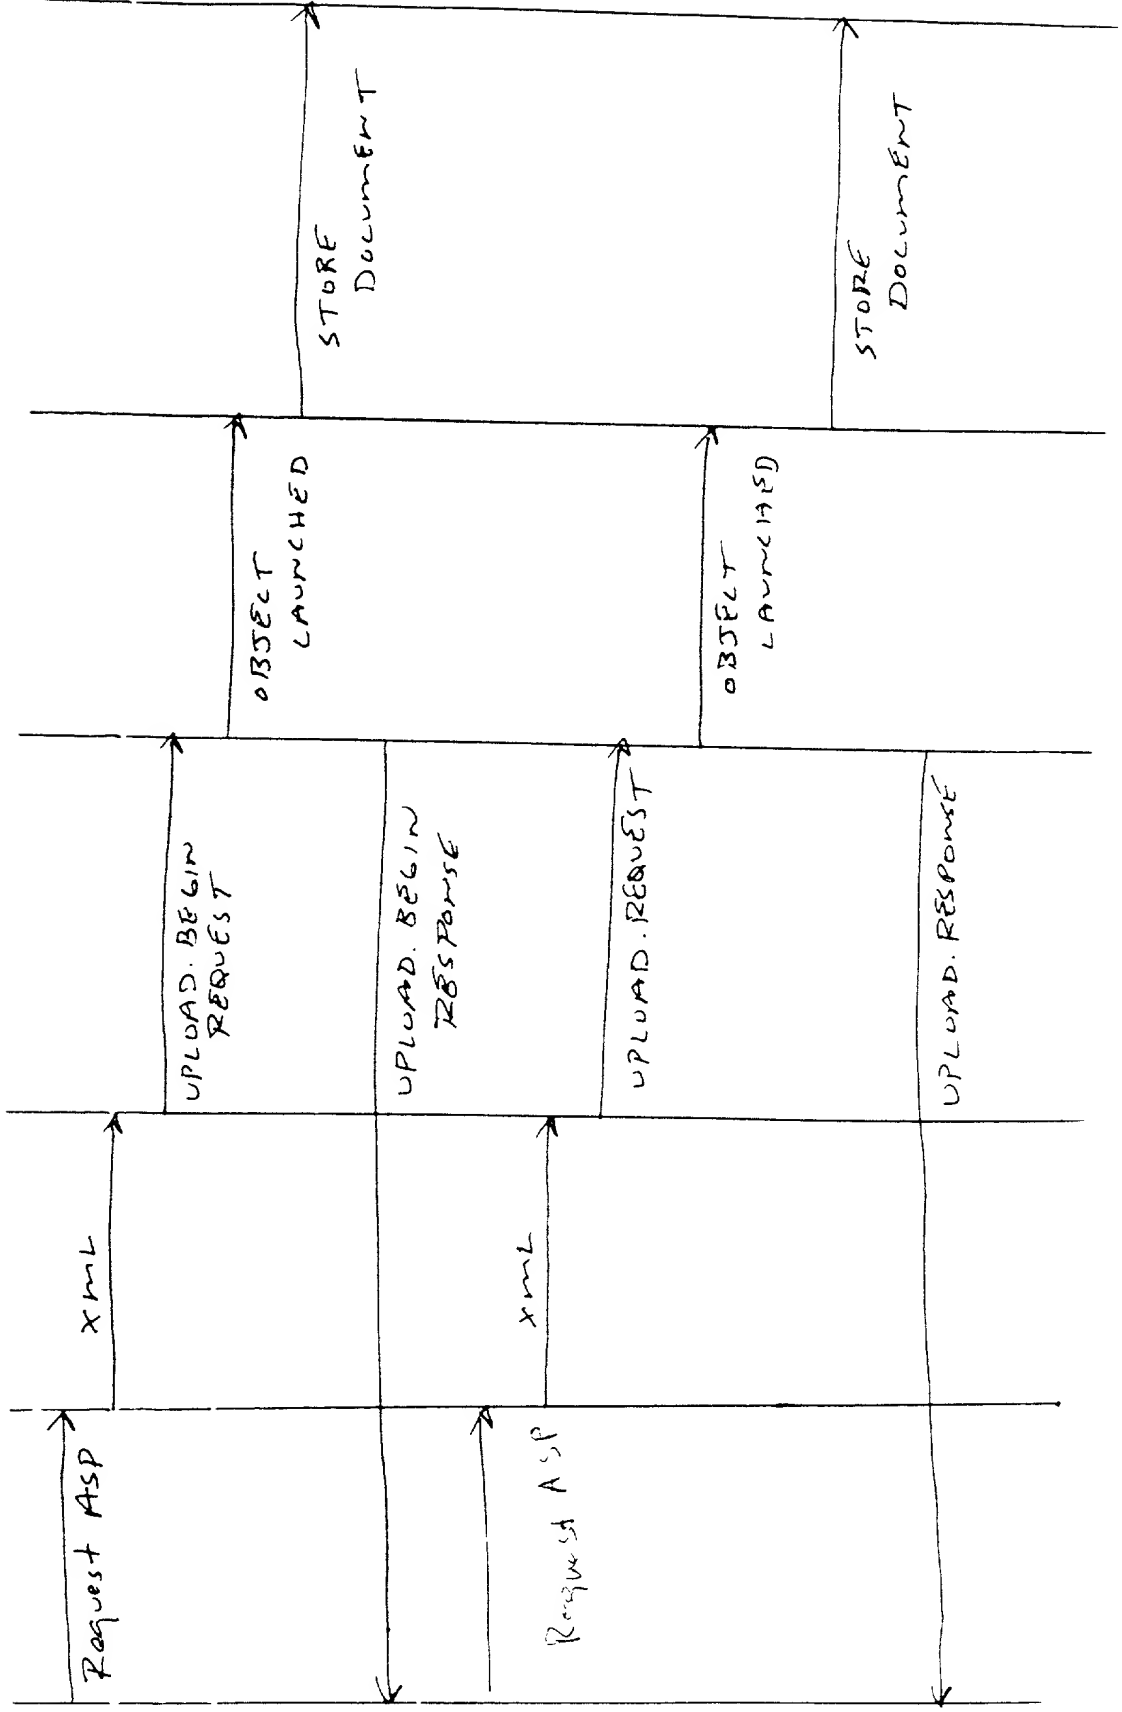 Request ASP
XML
UPLOAD.BEGIN
REQUEST
OBJECT
LAUNCHED
STORE
DOCUMENT
UPLOAD.BEGIN
RESPONSE
Request ASP
XML
UPLOAD.REQUEST
OBJECT
LAUNCHED
STORE
DOCUMENT
UPLOAD.RESPONSE